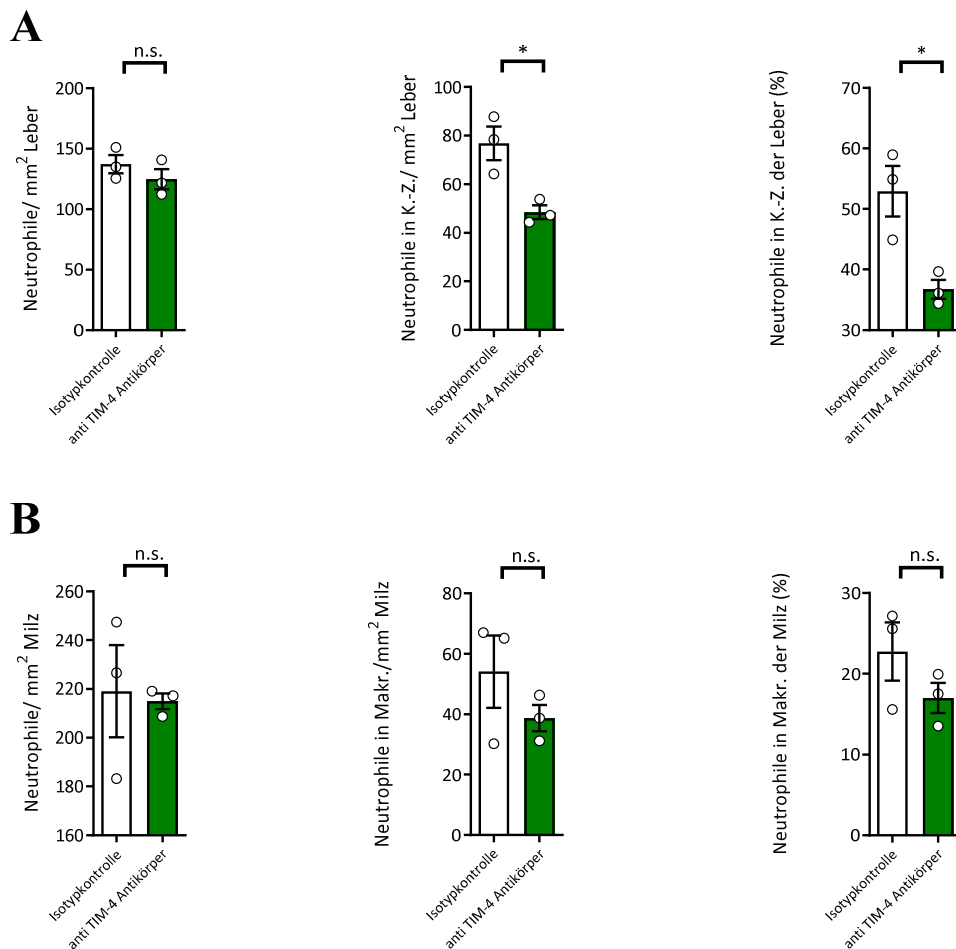 A
n.s.
Neutrophile/ mm² Leber
200
150
100
50
0
Isotypkontrolle
anti TIM-4 Antikörper
*
Neutrophile in K.-Z./ mm² Leber
100
80
60
40
20
0
Isotypkontrolle
anti TIM-4 Antikörper
*
Neutrophile in K.-Z. der Leber (%)
70
60
50
40
30
Isotypkontrolle
anti TIM-4 Antikörper
B
n.s.
Neutrophile/ mm² Milz
260
240
220
200
180
160
Isotypkontrolle
anti TIM-4 Antikörper
n.s.
Neutrophile in Makr./mm² Milz
80
60
40
20
0
Isotypkontrolle
anti TIM-4 Antikörper
n.s.
Neutrophile in Makr. der Milz (%)
30
20
10
0
Isotypkontrolle
anti TIM-4 Antikörper